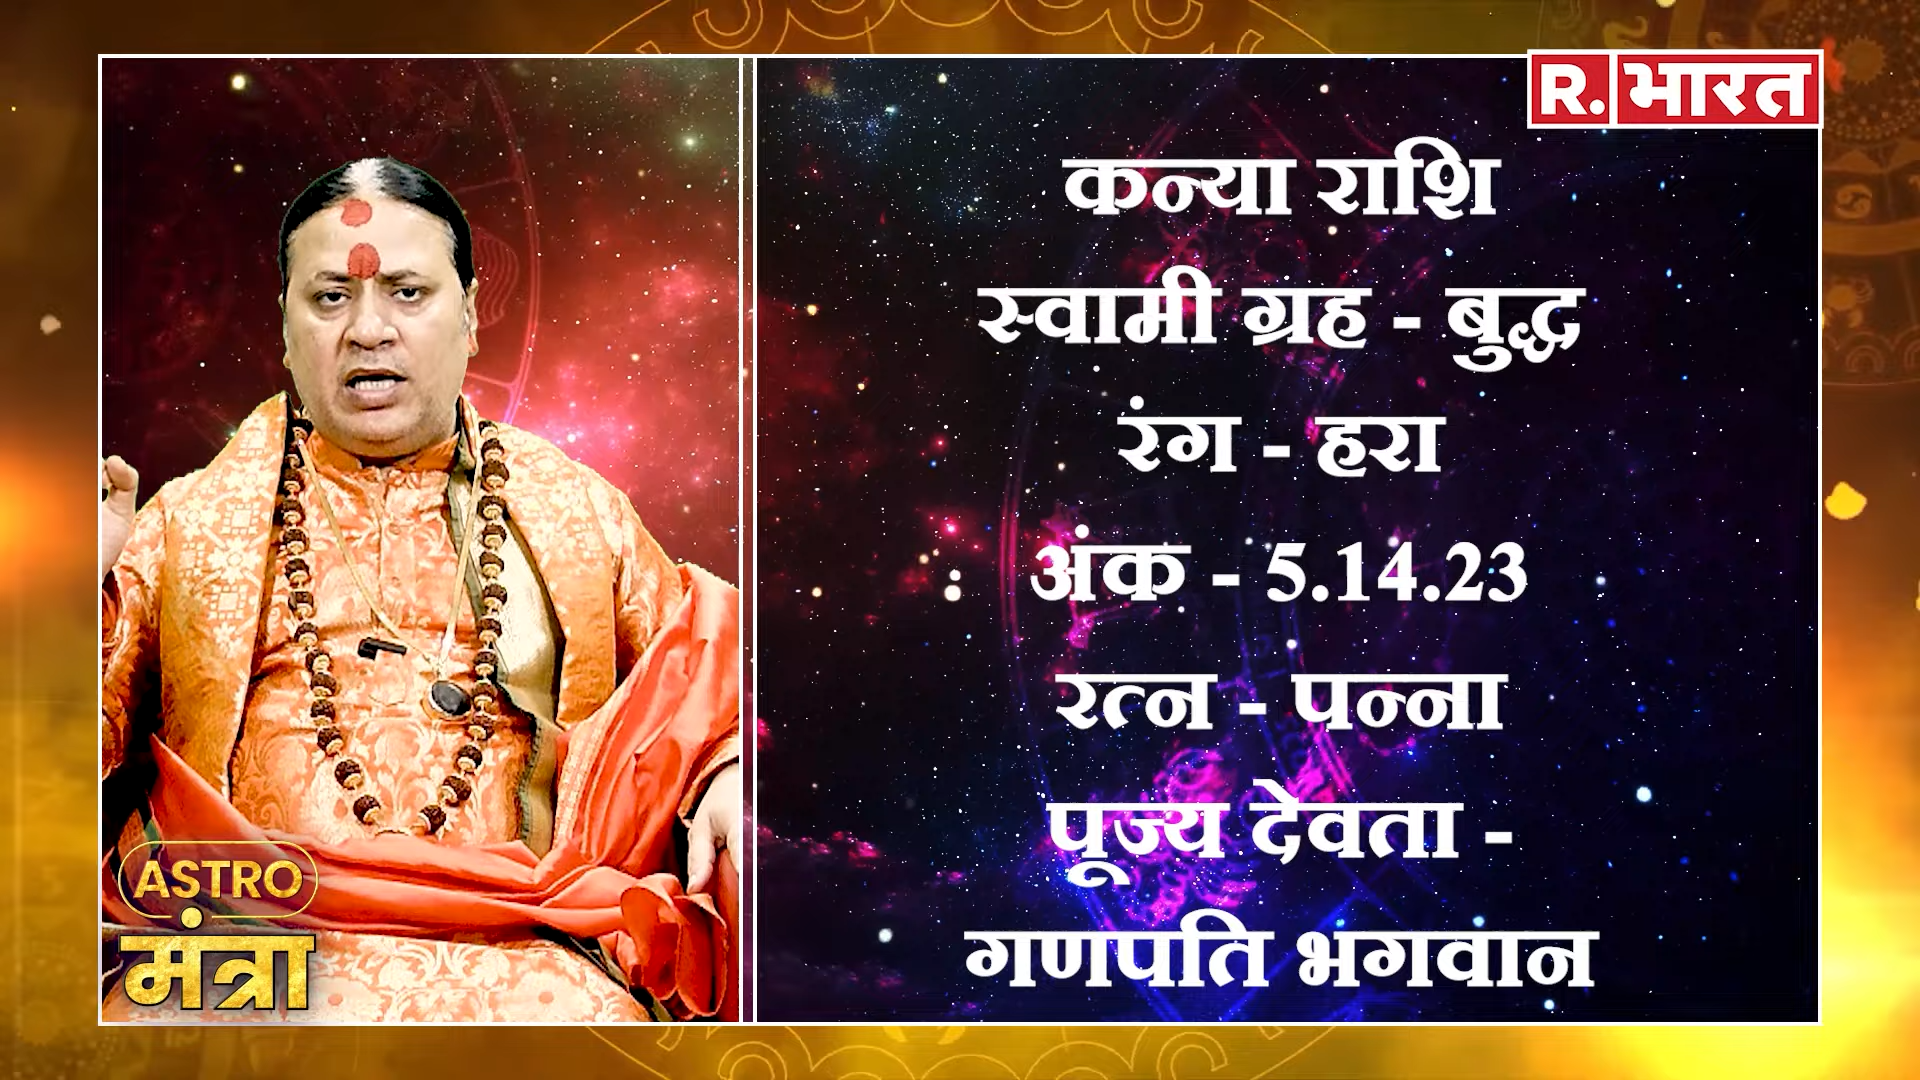 R. भारत
कन्या राशि
स्वामी ग्रह - बुद्ध
रंग - हरा
अंक - 5.14.23
रत्न - पन्ना
पूज्य देवता -
गणपति भगवान
ASTRO
मंत्रा